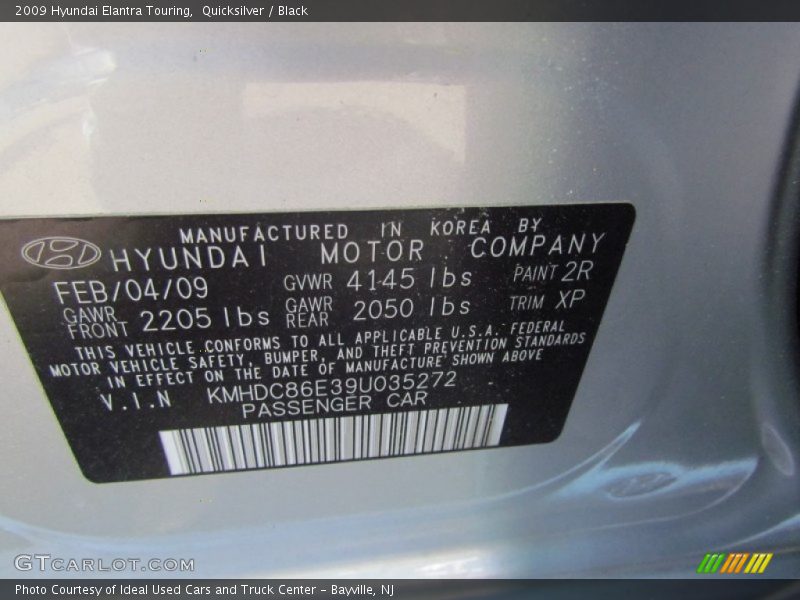 2009 Hyundai Elantra Touring, Quicksilver / Black
MANUFACTURED IN KOREA BY
HYUNDAI MOTOR COMPANY
FEB/04/09 GVWR 4145 lbs PAINT 2R
GAWR FRONT 2205 lbs GAWR REAR 2050 lbs TRIM XP
THIS VEHICLE CONFORMS TO ALL APPLICABLE U.S.A. FEDERAL
MOTOR VEHICLE SAFETY, BUMPER, AND THEFT PREVENTION STANDARDS
IN EFFECT ON THE DATE OF MANUFACTURE SHOWN ABOVE
V.I.N KMHDC86E39U035272
PASSENGER CAR
GTCARLOT.COM
Photo Courtesy of Ideal Used Cars and Truck Center – Bayville, NJ